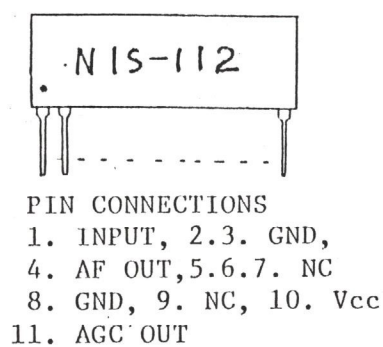 NIS-112
PIN CONNECTIONS
1. INPUT, 2.3. GND,
4. AF OUT,5.6.7. NC
8. GND, 9. NC, 10. Vcc
11. AGC OUT